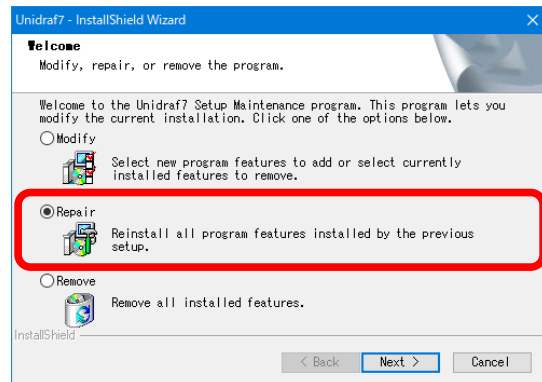 Unidraf7 - InstallShield Wizard
Welcome
Modify, repair, or remove the program.
Welcome to the Unidraf7 Setup Maintenance program. This program lets you
modify the current installation. Click one of the options below.
Modify
Select new program features to add or select currently
installed features to remove.
Repair
Reinstall all program features installed by the previous
setup.
Remove
Remove all installed features.
InstallShield
< Back Next > Cancel